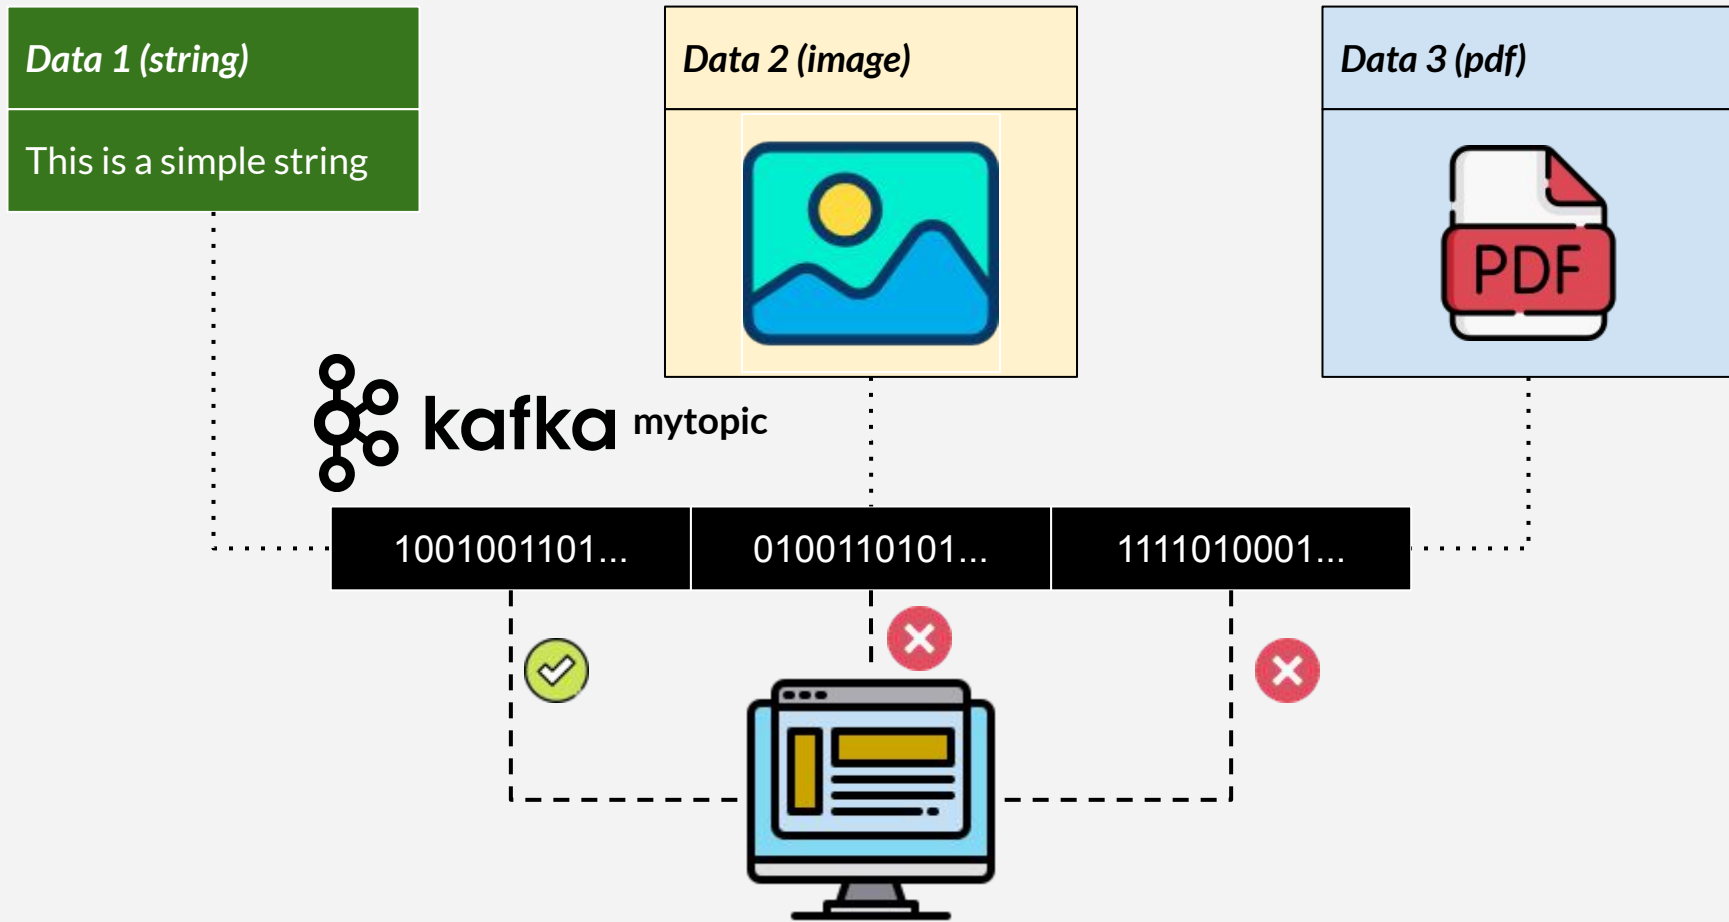 Data 1 (string)
This is a simple string
Data 2 (image)
Data 3 (pdf)
PDF
kafka mytopic
1001001101...
0100110101...
1111010001...